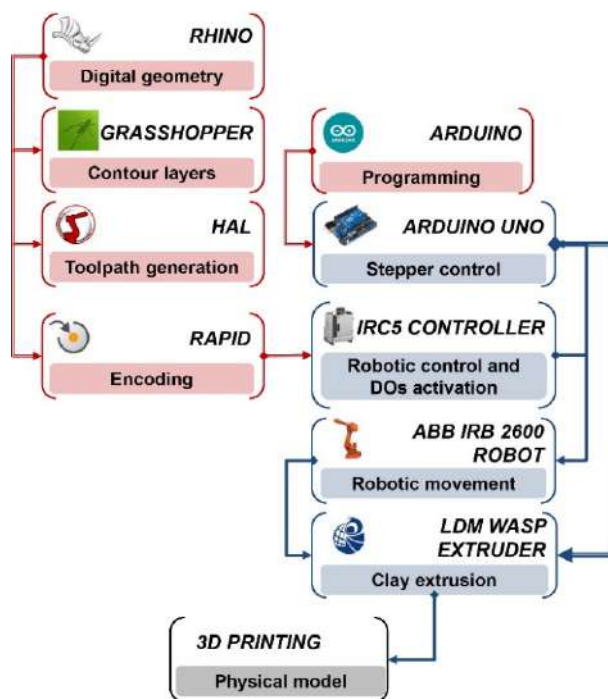 RHINO
Digital geometry
GRASSHOPPER
Contour layers
HAL
Toolpath generation
RAPID
Encoding
ARDUINO
Programming
ARDUINO UNO
Stepper control
IRC5 CONTROLLER
Robotic control and
DOs activation
ABB IRB 2600
ROBOT
Robotic movement
LDM WASP
EXTRUDER
Clay extrusion
3D PRINTING
Physical model